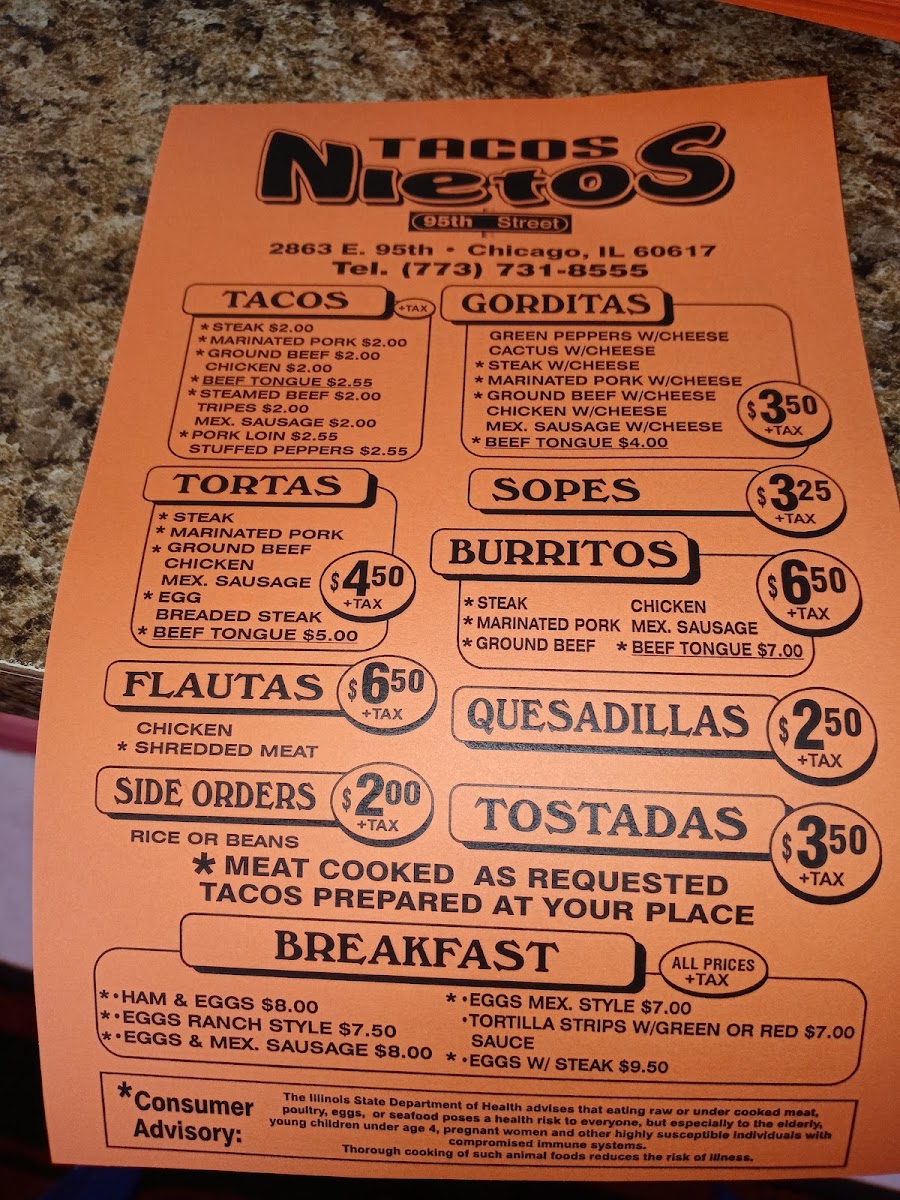 TACOS
NietoS
95th Street
2863 E. 95th • Chicago, IL 60617
Tel. (773) 731-8555
TACOS
+TAX
* STEAK $2.00
* MARINATED PORK $2.00
* GROUND BEEF $2.00
CHICKEN $2.00
* BEEF TONGUE $2.55
* STEAMED BEEF $2.00
TRIPES $2.00
MEX. SAUSAGE $2.00
* PORK LOIN $2.55
STUFFED PEPPERS $2.55
GORDITAS
GREEN PEPPERS W/CHEESE
CACTUS W/CHEESE
* STEAK W/CHEESE
* MARINATED PORK W/CHEESE
* GROUND BEEF W/CHEESE
CHICKEN W/CHEESE
MEX. SAUSAGE W/CHEESE
* BEEF TONGUE $4.00
$3.50
+TAX
TORTAS
* STEAK
* MARINATED PORK
* GROUND BEEF
CHICKEN
MEX. SAUSAGE
* EGG
BREADED STEAK
* BEEF TONGUE $5.00
$4.50
+TAX
SOPES
$3.25
+TAX
BURRITOS
$6.50
+TAX
* STEAK
* MARINATED PORK
* GROUND BEEF
CHICKEN
MEX. SAUSAGE
* BEEF TONGUE $7.00
FLAUTAS
$6.50
+TAX
CHICKEN
* SHREDDED MEAT
QUESADILLAS
$2.50
+TAX
SIDE ORDERS
$2.00
+TAX
RICE OR BEANS
TOSTADAS
$3.50
+TAX
* MEAT COOKED AS REQUESTED
TACOS PREPARED AT YOUR PLACE
BREAKFAST
ALL PRICES
+TAX
* •HAM & EGGS $8.00
* •EGGS RANCH STYLE $7.50
* •EGGS & MEX. SAUSAGE $8.00
* •EGGS MEX. STYLE $7.00
•TORTILLA STRIPS W/GREEN OR RED $7.00
SAUCE
* •EGGS W/ STEAK $9.50
*Consumer
Advisory:
The Illinois State Department of Health advises that eating raw or under cooked meat,
poultry, eggs, or seafood poses a health risk to everyone, but especially to the elderly,
young children under age 4, pregnant women and other highly susceptible individuals with
compromised immune systems.
Thorough cooking of such animal foods reduces the risk of illness.